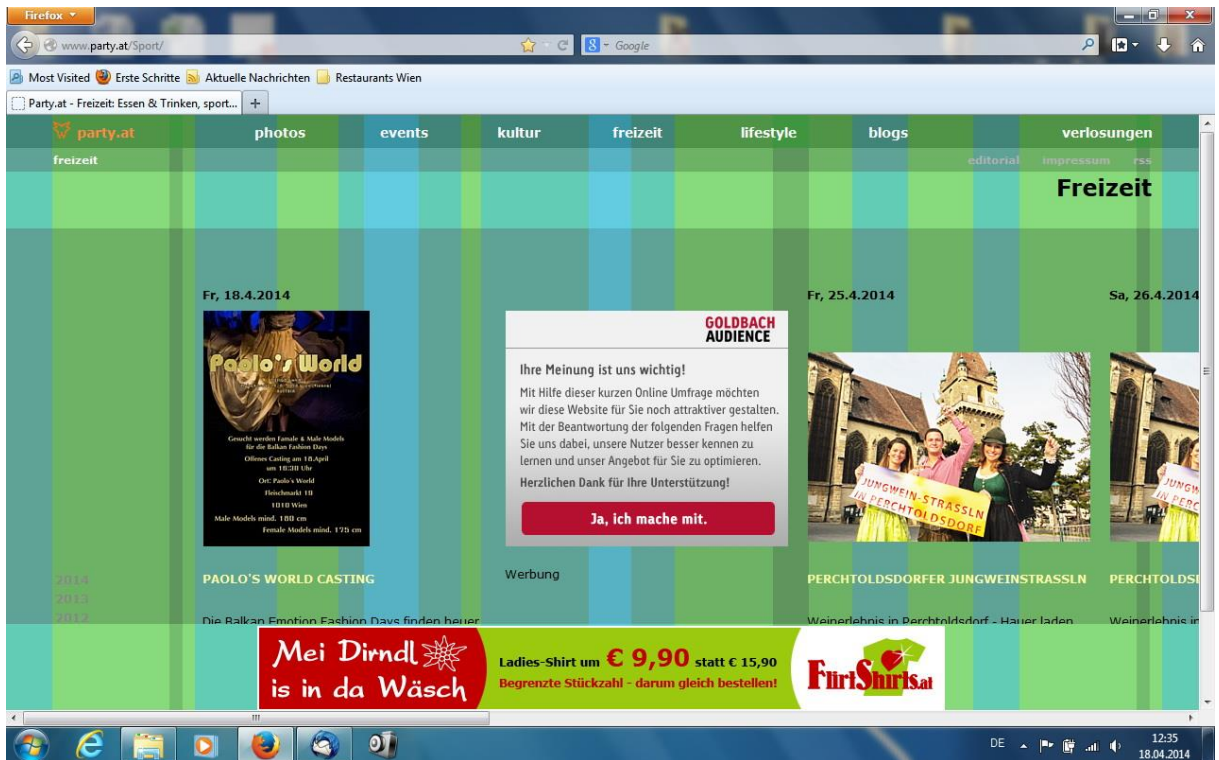 Firefox
www.party.at/Sport/
Google
Most Visited Erste Schritte Aktuelle Nachrichten Restaurants Wien
Party.at - Freizeit: Essen & Trinken, sport...
party.at photos events kultur freizeit lifestyle blogs verlosungen
freizeit editorial impressum rss
Freizeit
Fr, 18.4.2014
Paolo's World
Gesucht werden Famale & Male Models
für die Balkan Fashion Days
Offenes Casting am 18.April
um 18:30 Uhr
Ort: Paolo's World
Fleischmarkt 18
1010 Wien
Male Models mind. 180 cm
Female Models mind. 175 cm
PAOLO'S WORLD CASTING
Die Balkan Emotion Fashion Days finden heuer
GOLDBACH
AUDIENCE
Ihre Meinung ist uns wichtig!
Mit Hilfe dieser kurzen Online Umfrage möchten
wir diese Website für Sie noch attraktiver gestalten.
Mit der Beantwortung der folgenden Fragen helfen
Sie uns dabei, unsere Nutzer besser kennen zu
lernen und unser Angebot für Sie zu optimieren.
Herzlichen Dank für Ihre Unterstützung!
Ja, ich mache mit.
Werbung
Fr, 25.4.2014
JUNGWEIN-STRASSLN
IN PERCHTOLDSDORF
PERCHTOLDSDORFER JUNGWEINSTRASSLN
Weinerlebnis in Perchtoldsdorf - Hauer laden
Sa, 26.4.2014
JUNGW
IN PERC
PERCHTOLDS
Weinerlebnis in
2014
2013
2012
Mei Dirndl
is in da Wäsch
Ladies-Shirt um € 9,90 statt € 15,90
Begrenzte Stückzahl - darum gleich bestellen!
FlirtShirts.at
DE
12:35
18.04.2014